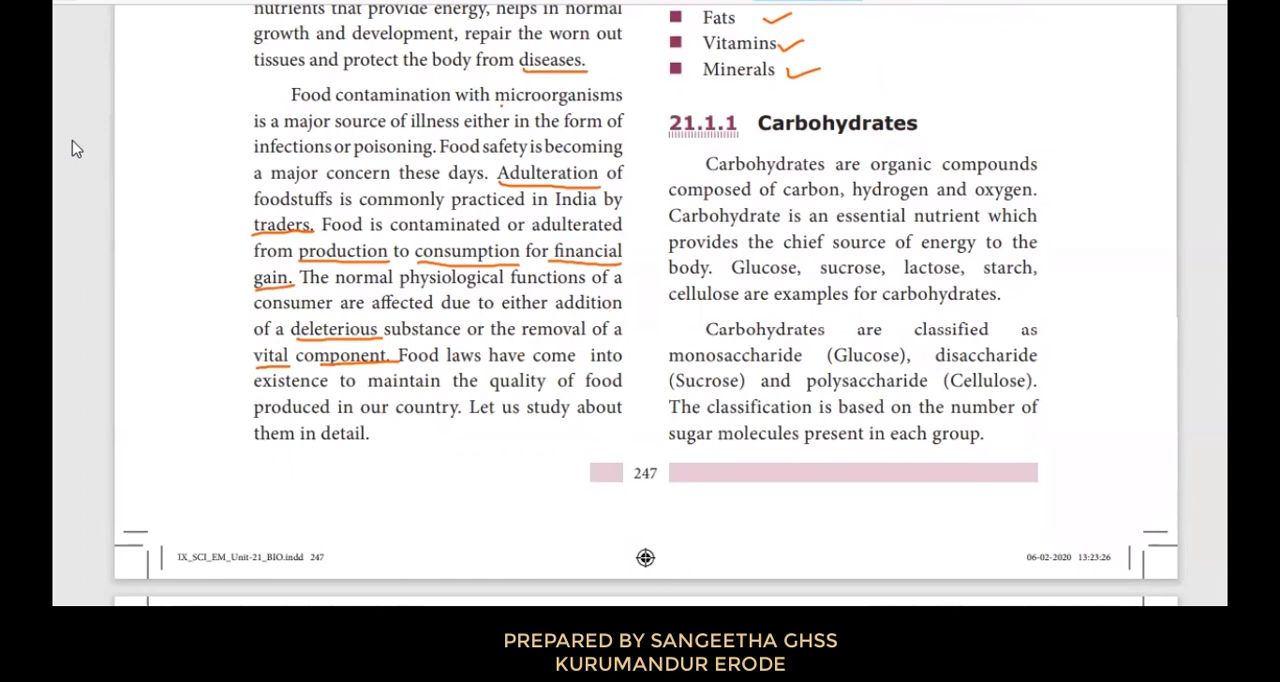 nutrients that provide energy, helps in normal
growth and development, repair the worn out
tissues and protect the body from diseases.
Food contamination with microorganisms
is a major source of illness either in the form of
infections or poisoning. Food safety is becoming
a major concern these days. Adulteration of
foodstuffs is commonly practiced in India by
traders. Food is contaminated or adulterated
from production to consumption for financial
gain. The normal physiological functions of a
consumer are affected due to either addition
of a deleterious substance or the removal of a
vital component. Food laws have come into
existence to maintain the quality of food
produced in our country. Let us study about
them in detail.
Fats
Vitamins
Minerals
21.1.1 Carbohydrates
Carbohydrates are organic compounds
composed of carbon, hydrogen and oxygen.
Carbohydrate is an essential nutrient which
provides the chief source of energy to the
body. Glucose, sucrose, lactose, starch,
cellulose are examples for carbohydrates.
Carbohydrates are classified as
monosaccharide (Glucose), disaccharide
(Sucrose) and polysaccharide (Cellulose).
The classification is based on the number of
sugar molecules present in each group.
247
IX_SCI_EM_Unit-21_BIO.indd 247
06-02-2020 13:23:26
PREPARED BY SANGEETHA GHSS
KURUMANDUR ERODE